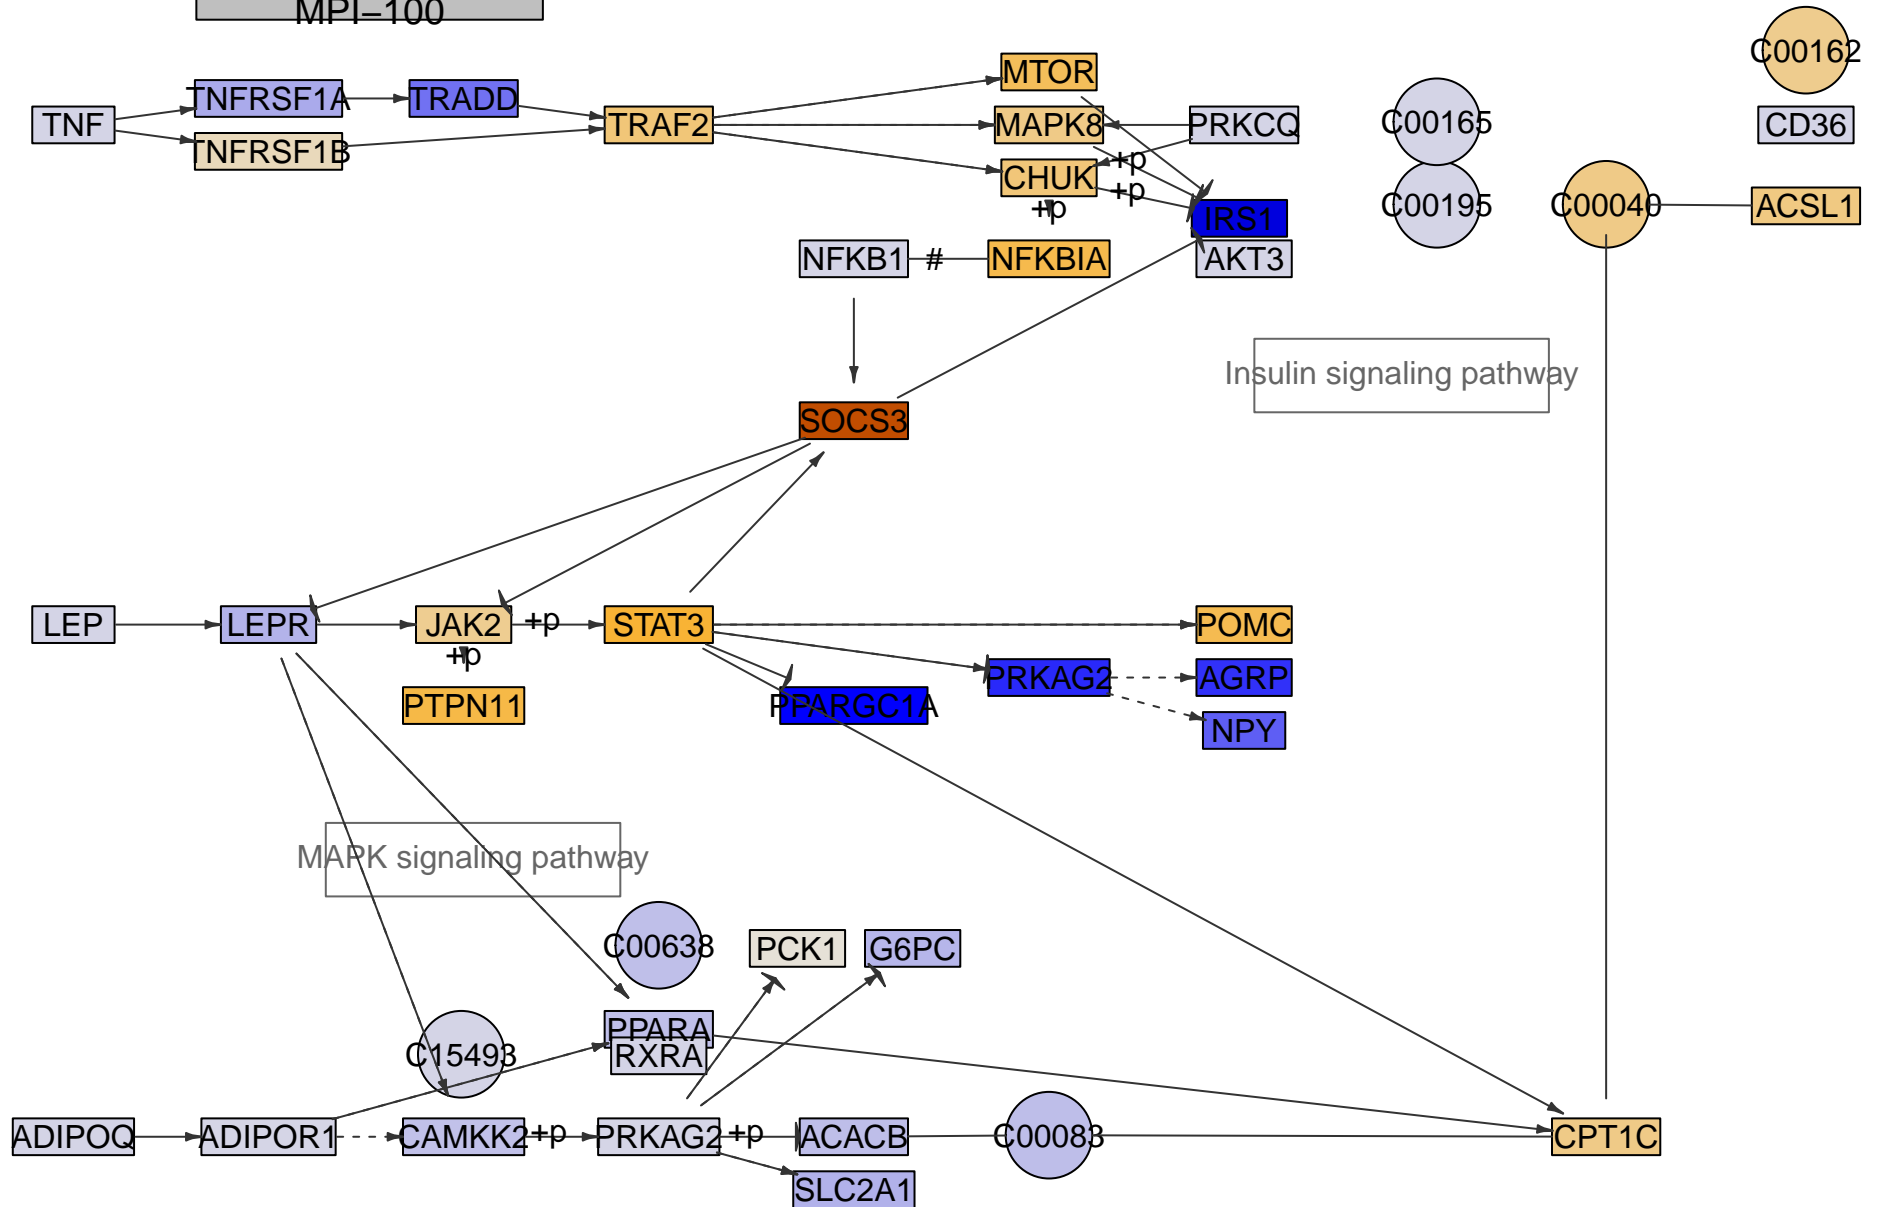 MPI–100
C00162
MTOR
TNFRSF1A
TRADD
TNF
TRAF2
MAPK8
PRKCQ
C00165
CD36
TNFRSF1B
+p
CHUK
+p
+p
IRS1
C00195
C00040
ACSL1
NFKB1
#
NFKBIA
AKT3
Insulin signaling pathway
SOCS3
LEP
LEPR
JAK2
+p
STAT3
POMC
+p
PRKAG2
AGRP
PTPN11
PPARGC1A
NPY
MAPK signaling pathway
C00638
PCK1
G6PC
PPARA
C15493
RXRA
ADIPOQ
ADIPOR1
CAMKK2
+p
PRKAG2
+p
ACACB
C00083
CPT1C
SLC2A1